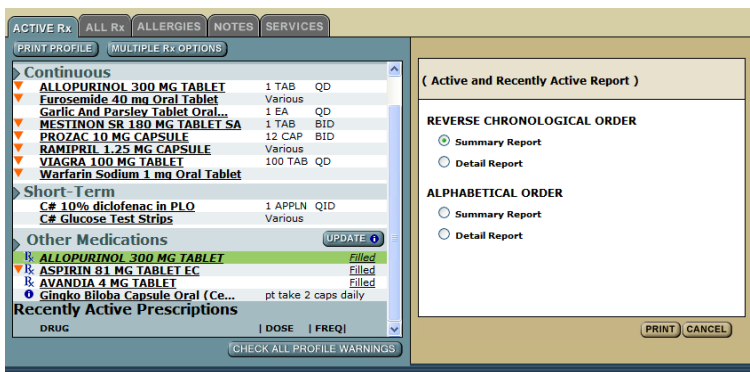 ACTIVE Rx ALL Rx ALLERGIES NOTES SERVICES
PRINT PROFILE MULTIPLE Rx OPTIONS
Continuous
ALLOPURINOL 300 MG TABLET 1 TAB QD
Furosemide 40 mg Oral Tablet Various
Garlic And Parsley Tablet Oral... 1 EA QD
MESTINON SR 180 MG TABLET SA 1 TAB BID
PROZAC 10 MG CAPSULE 12 CAP BID
RAMIPRIL 1.25 MG CAPSULE Various
VIAGRA 100 MG TABLET 100 TAB QD
Warfarin Sodium 1 mg Oral Tablet
Short-Term
C# 10% diclofenac in PLO 1 APPLN QID
C# Glucose Test Strips Various
Other Medications UPDATE i
Rx ALLOPURINOL 300 MG TABLET Filled
Rx ASPIRIN 81 MG TABLET EC Filled
Rx AVANDIA 4 MG TABLET Filled
i Gingko Biloba Capsule Oral (Ce... pt take 2 caps daily
Recently Active Prescriptions
DRUG | DOSE | FREQ|
CHECK ALL PROFILE WARNINGS
( Active and Recently Active Report )
REVERSE CHRONOLOGICAL ORDER
Summary Report
Detail Report
ALPHABETICAL ORDER
Summary Report
Detail Report
PRINT CANCEL